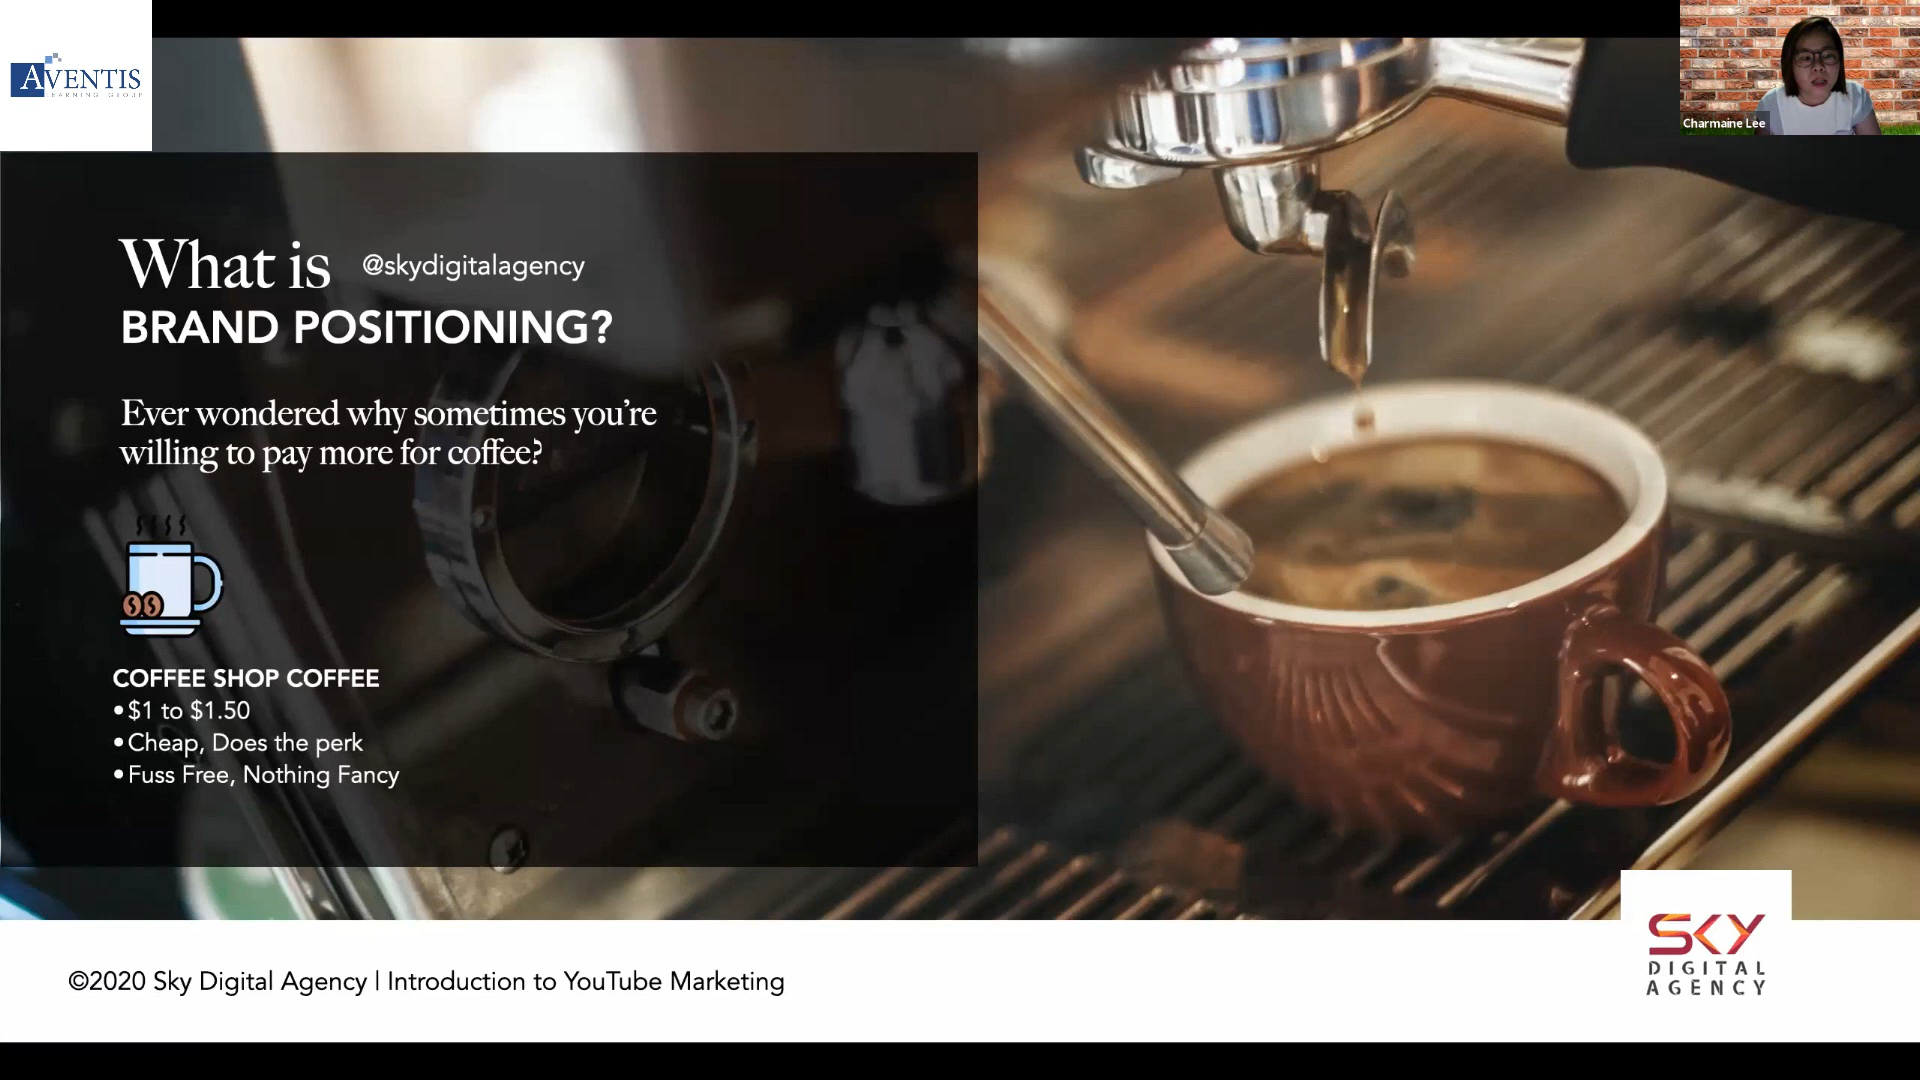 AVENTIS
LEARNING GROUP
Charmaine Lee
What is @skydigitalagency
BRAND POSITIONING?
Ever wondered why sometimes you're
willing to pay more for coffee?
COFFEE SHOP COFFEE
•$1 to $1.50
•Cheap, Does the perk
•Fuss Free, Nothing Fancy
©2020 Sky Digital Agency | Introduction to YouTube Marketing
SKY
DIGITAL
AGENCY